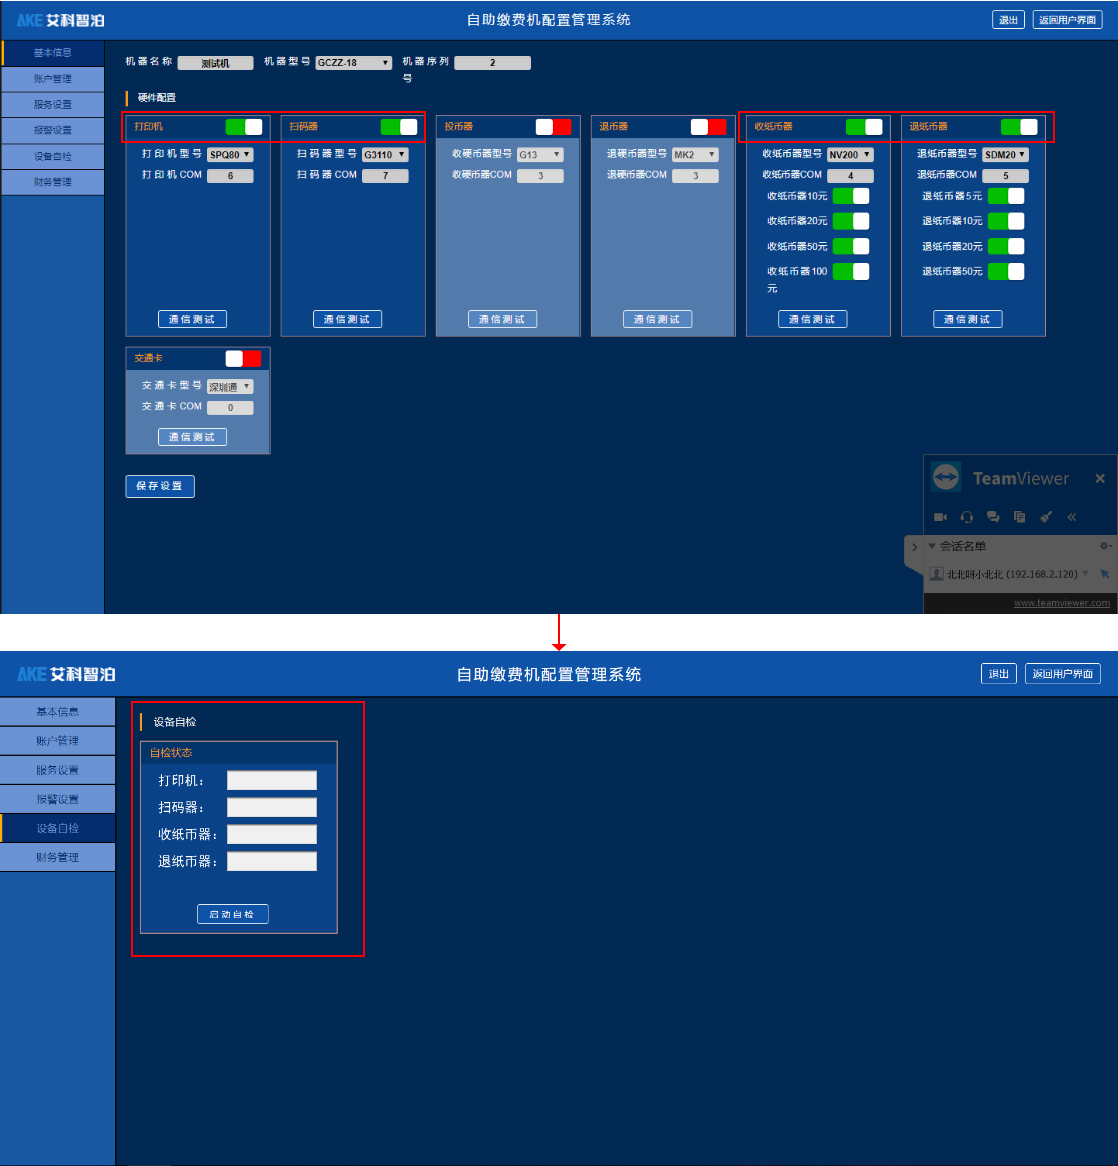 AKE 艾科智泊
自助缴费机配置管理系统
退出
返回用户界面
基本信息
账户管理
服务设置
报警设置
设备自检
财务管理
机器名称 测试机 机器型号 GCZZ-18 机器序列号 2
硬件配置
打印机
打印机型号 SPQ80
打印机COM 6
通信测试
扫码器
扫码器型号 G3110
扫码器COM 7
通信测试
投币器
收硬币器型号 G13
收硬币器COM 3
通信测试
退币器
退硬币器型号 MK2
退硬币器COM 3
通信测试
收纸币器
收纸币器型号 NV200
收纸币器COM 4
收纸币器10元
收纸币器20元
收纸币器50元
收纸币器100
元
通信测试
退纸币器
退纸币器型号 SDM20
退纸币器COM 5
退纸币器5元
退纸币器10元
退纸币器20元
退纸币器50元
通信测试
交通卡
交通卡型号 深圳通
交通卡COM 0
通信测试
保存设置
TeamViewer
会话名单
北北呀小北北 (192.168.2.120)
www.teamviewer.com
AKE 艾科智泊
自助缴费机配置管理系统
退出
返回用户界面
基本信息
账户管理
服务设置
报警设置
设备自检
财务管理
设备自检
自检状态
打印机：
扫码器：
收纸币器：
退纸币器：
启动自检